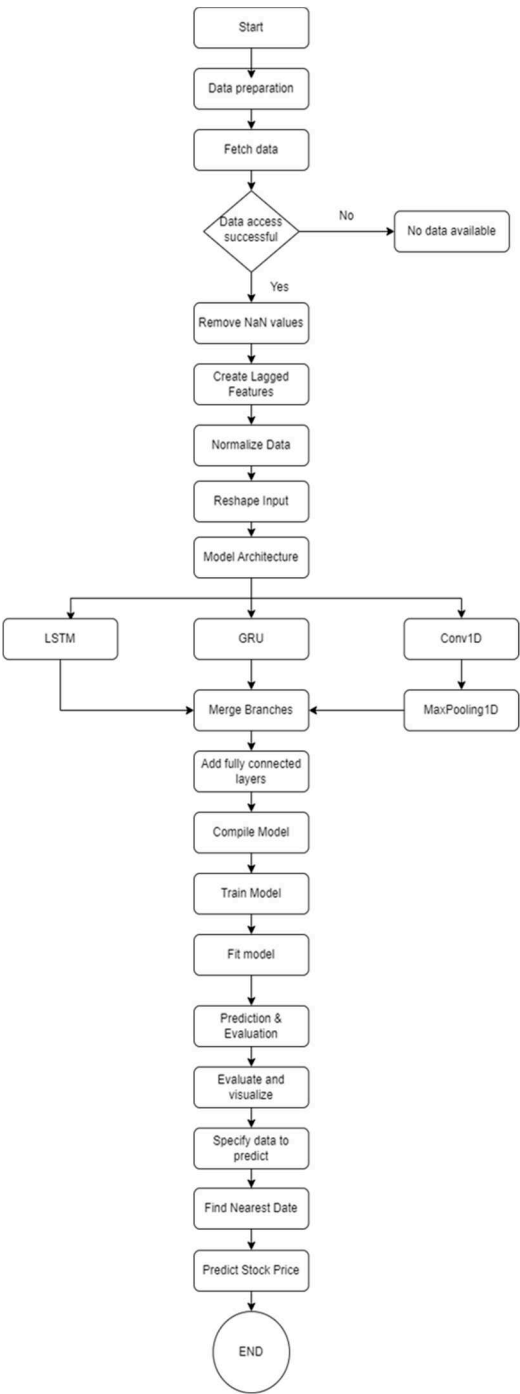 Start
Data preparation
Fetch data
Data access
successful
No
No data available
Yes
Remove NaN values
Create Lagged
Features
Normalize Data
Reshape Input
Model Architecture
LSTM
GRU
Conv1D
Merge Branches
MaxPooling1D
Add fully connected
layers
Compile Model
Train Model
Fit model
Prediction &
Evaluation
Evaluate and
visualize
Specify data to
predict
Find Nearest Date
Predict Stock Price
END